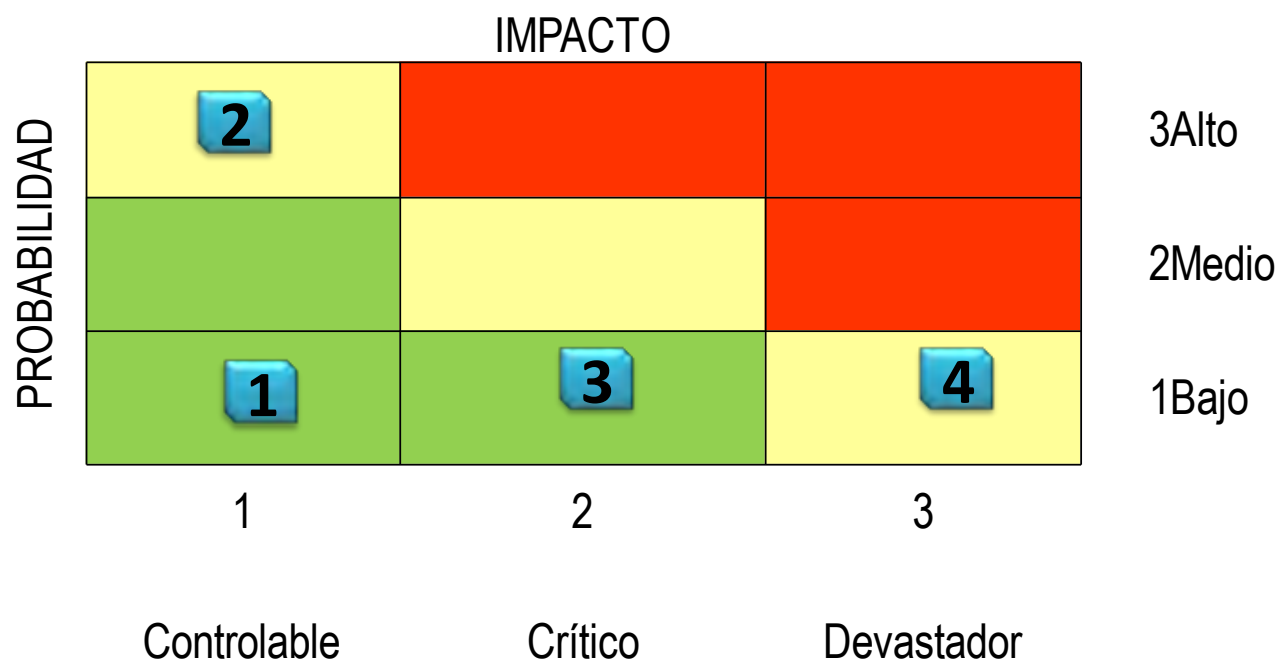 IMPACTO
PROBABILIDAD
2
3Alto
2Medio
1
3
4
1Bajo
1
2
3
Controlable
Crítico
Devastador